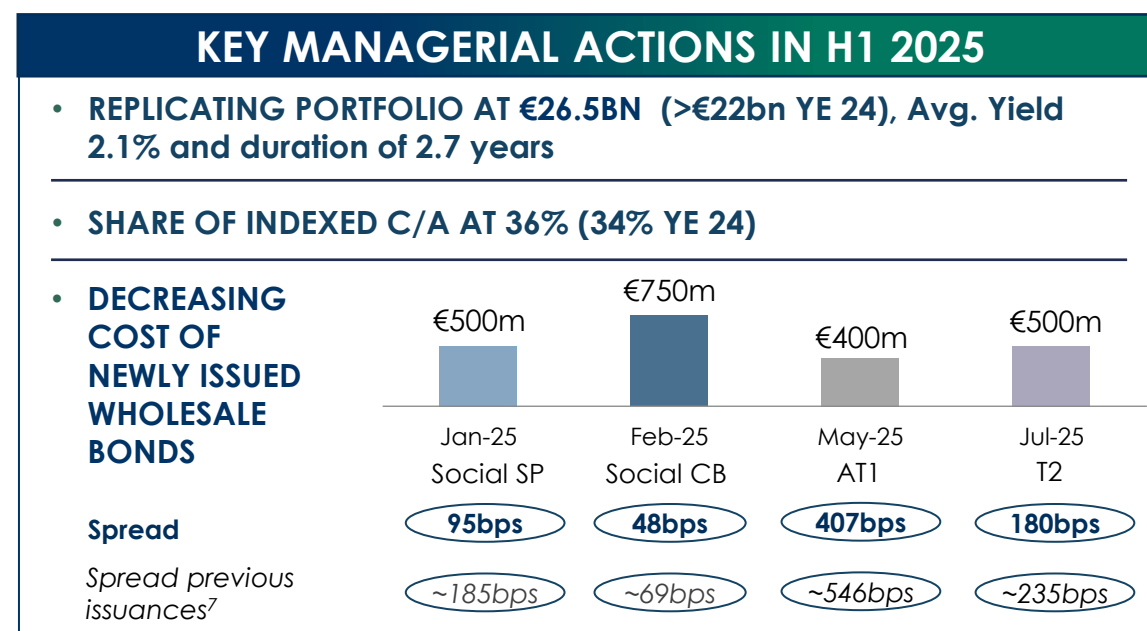 KEY MANAGERIAL ACTIONS IN H1 2025
• REPLICATING PORTFOLIO AT €26.5BN (>€22bn YE 24), Avg. Yield
2.1% and duration of 2.7 years
• SHARE OF INDEXED C/A AT 36% (34% YE 24)
• DECREASING
COST OF
NEWLY ISSUED
WHOLESALE
BONDS
€500m €750m €400m €500m
Jan-25 Feb-25 May-25 Jul-25
Social SP Social CB AT1 T2
Spread 95bps 48bps 407bps 180bps
Spread previous
issuances⁷ ~185bps ~69bps ~546bps ~235bps